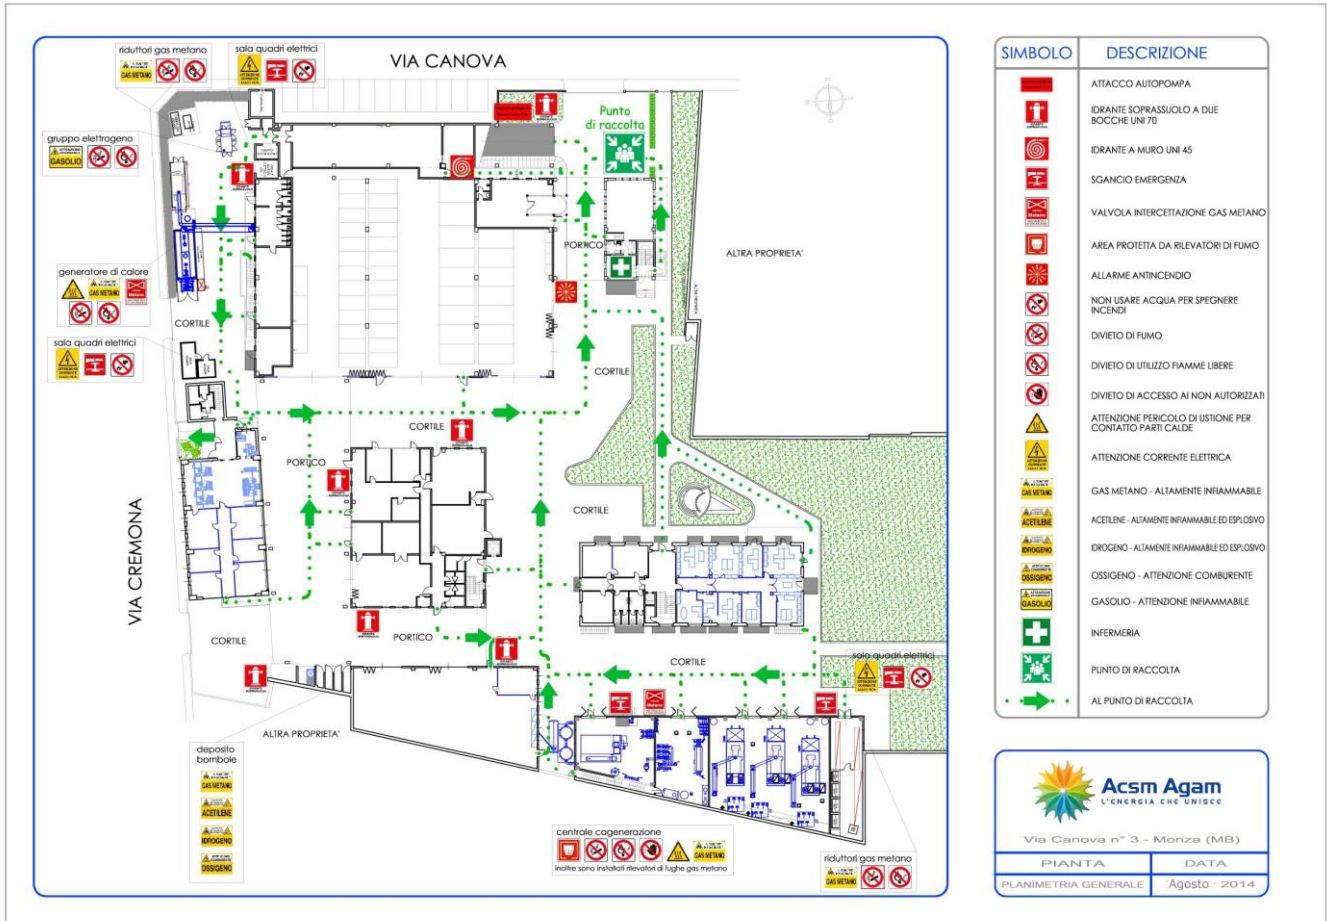 VIA CANOVA
riduttori gas metano
GAS METANO
sala quadri elettrici
gruppo elettrogeno
GASOLIO
generatore di calore
GAS METANO
Metano
CORTILE
sala quadri elettrici
Punto
di raccolta
PORTICO
ALTRA PROPRIETA'
CORTILE
CORTILE
PORTICO
CORTILE
VIA CREMONA
CORTILE
PORTICO
CORTILE
sala quadri elettrici
Metano
ALTRA PROPRIETA'
deposito
bombole
GAS METANO
ACETILENE
IDROGENO
OSSIGENO
centrale cogenerazione
GAS METANO
inoltre sono installati rilevatori di fughe gas metano
riduttori gas metano
GAS METANO
SIMBOLO DESCRIZIONE
ATTACCO AUTOPOMPA
IDRANTE SOPRASSUOLO A DUE
BOCCHE UNI 70
IDRANTE A MURO UNI 45
SGANCIO EMERGENZA
Metano
VALVOLA INTERCETTAZIONE GAS METANO
AREA PROTETTA DA RILEVATORI DI FUMO
ALLARME ANTINCENDIO
NON USARE ACQUA PER SPEGNERE
INCENDI
DIVIETO DI FUMO
DIVIETO DI UTILIZZO FIAMME LIBERE
DIVIETO DI ACCESSO AI NON AUTORIZZATI
ATTENZIONE PERICOLO DI USTIONE PER
CONTATTO PARTI CALDE
ATTENZIONE CORRENTE ELETTRICA
GAS METANO
GAS METANO - ALTAMENTE INFIAMMABILE
ACETILENE
ACETILENE - ALTAMENTE INFIAMMABILE ED ESPLOSIVO
IDROGENO
IDROGENO - ALTAMENTE INFIAMMABILE ED ESPLOSIVO
OSSIGENO
OSSIGENO - ATTENZIONE COMBURENTE
GASOLIO
GASOLIO - ATTENZIONE INFIAMMABILE
INFERMERIA
PUNTO DI RACCOLTA
AL PUNTO DI RACCOLTA
Acsm Agam
L'ENERGIA CHE UNISCE
Via Canova n° 3 - Monza (MB)
PIANTA DATA
PLANIMETRIA GENERALE Agosto - 2014